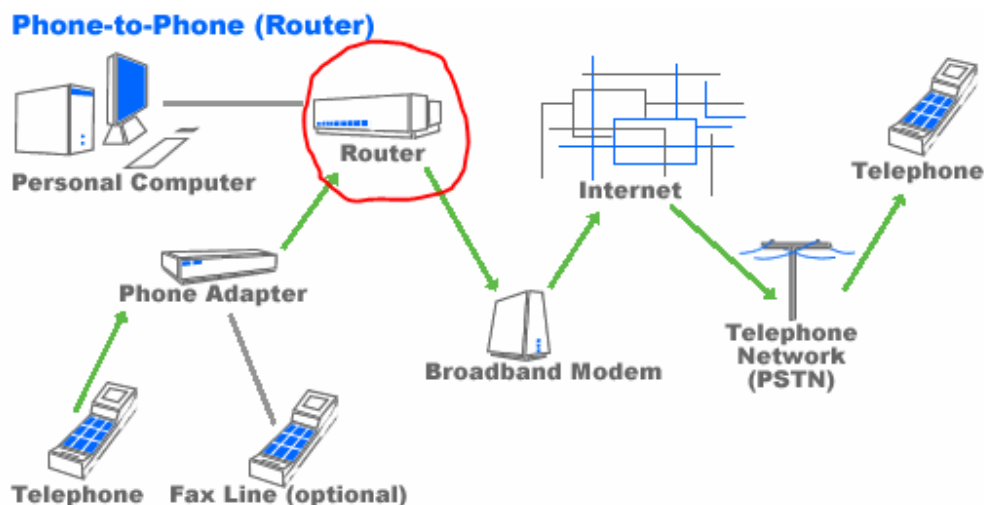 Phone-to-Phone (Router)
Router
Personal Computer
Internet
Telephone
Phone Adapter
Broadband Modem
Telephone
Network
(PSTN)
Telephone
Fax Line (optional)